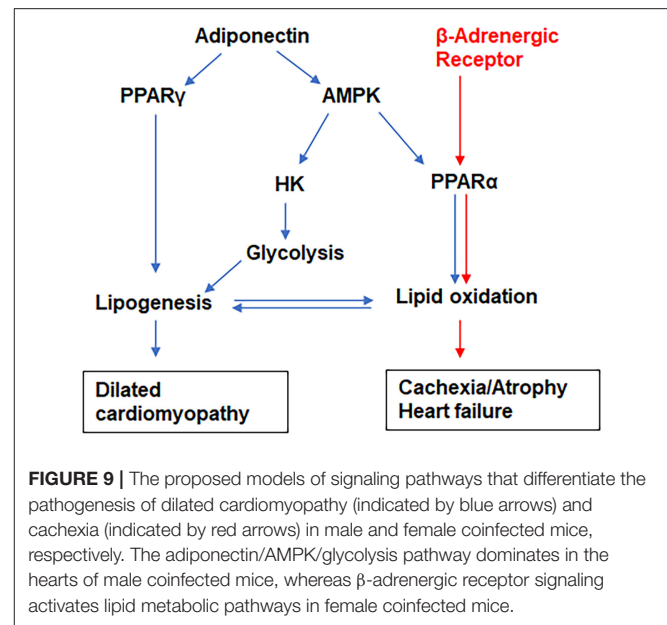 Adiponectin
β-Adrenergic
Receptor
PPARγ
AMPK
HK
PPARα
Glycolysis
Lipogenesis
Lipid oxidation
Dilated
cardiomyopathy
Cachexia/Atrophy
Heart failure
FIGURE 9 | The proposed models of signaling pathways that differentiate the
pathogenesis of dilated cardiomyopathy (indicated by blue arrows) and
cachexia (indicated by red arrows) in male and female coinfected mice,
respectively. The adiponectin/AMPK/glycolysis pathway dominates in the
hearts of male coinfected mice, whereas β-adrenergic receptor signaling
activates lipid metabolic pathways in female coinfected mice.